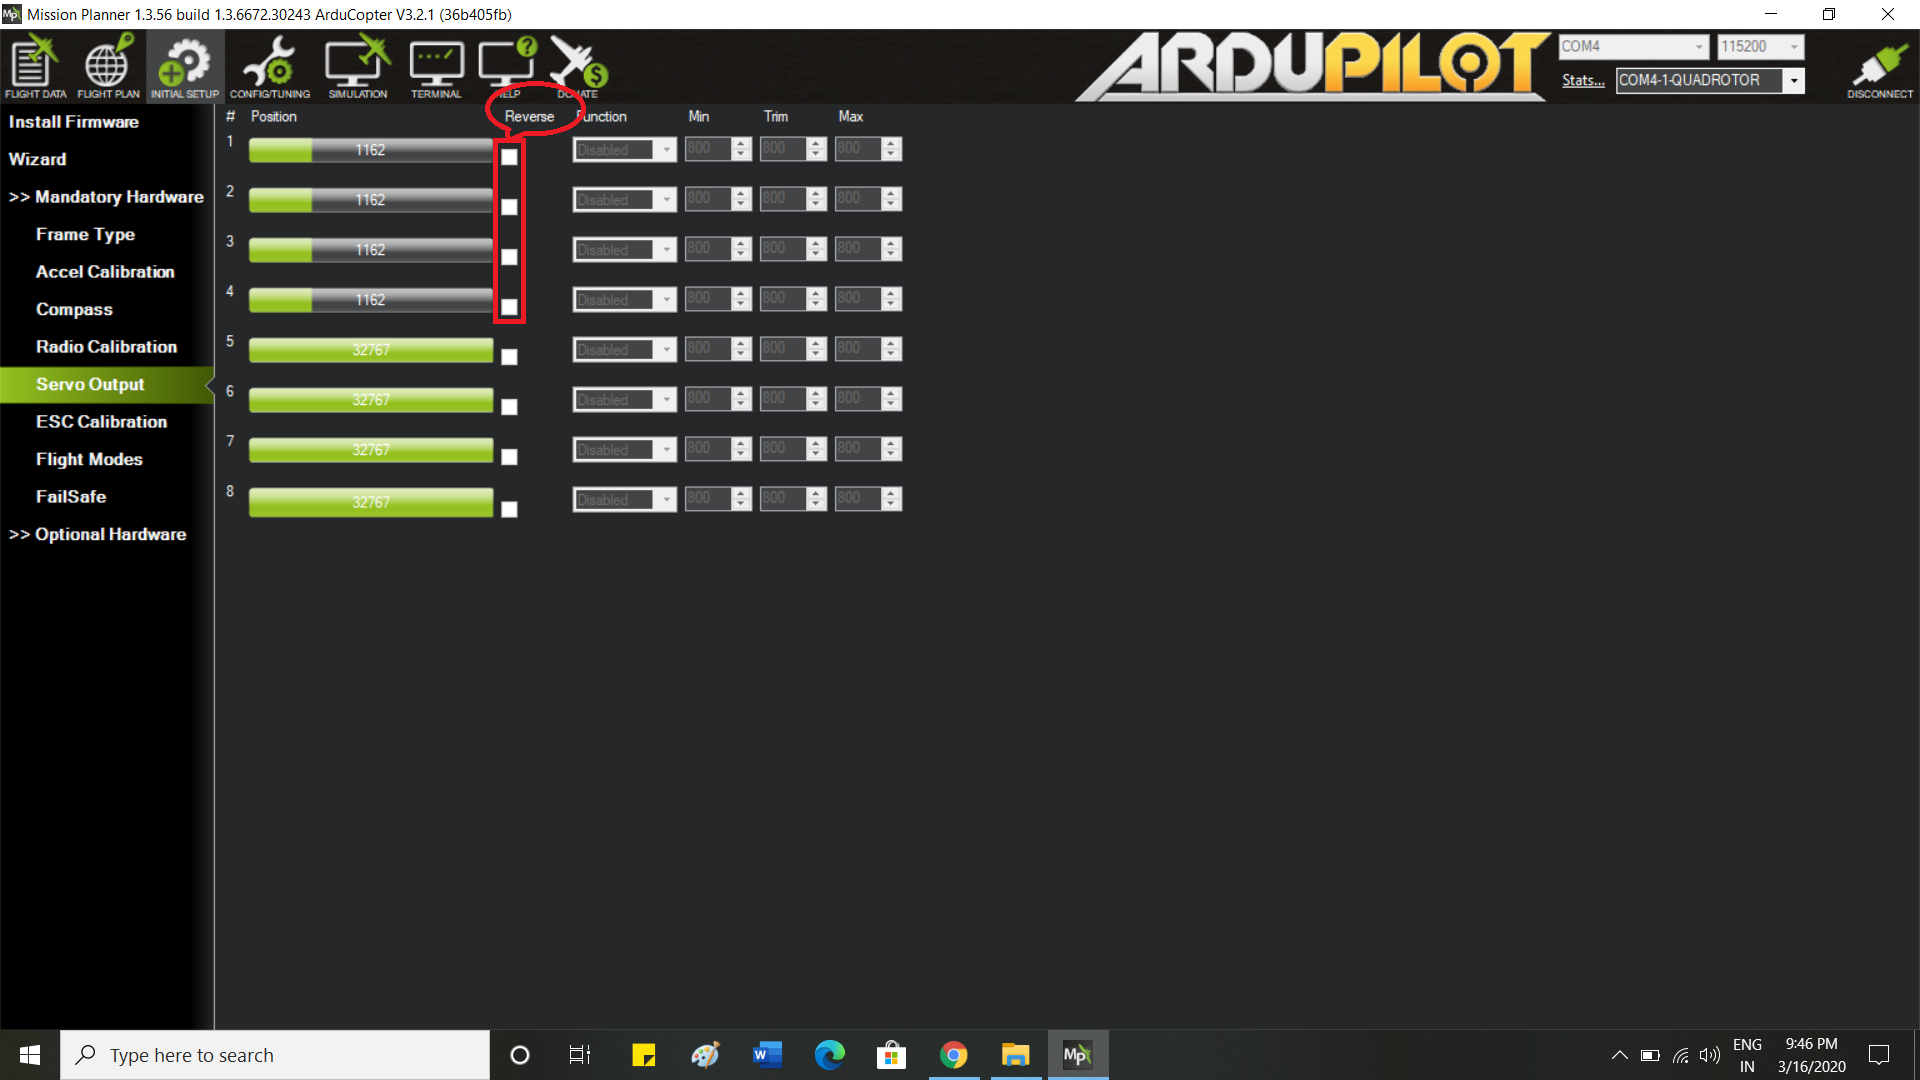 Mission Planner 1.3.56 build 1.3.6672.30243 ArduCopter V3.2.1 (36b405fb)
FLIGHT DATA FLIGHT PLAN INITIAL SETUP CONFIG/TUNING SIMULATION TERMINAL HELP DONATE
ARDUPILOT
COM4 115200
Stats... COM4-1-QUADROTOR
DISCONNECT
Install Firmware
Wizard
>> Mandatory Hardware
Frame Type
Accel Calibration
Compass
Radio Calibration
Servo Output
ESC Calibration
Flight Modes
FailSafe
>> Optional Hardware
# Position Reverse Function Min Trim Max
1 1162 Disabled 800 800 800
2 1162 Disabled 800 800 800
3 1162 Disabled 800 800 800
4 1162 Disabled 800 800 800
5 32767 Disabled 800 800 800
6 32767 Disabled 800 800 800
7 32767 Disabled 800 800 800
8 32767 Disabled 800 800 800
Type here to search
ENG
IN
9:46 PM
3/16/2020